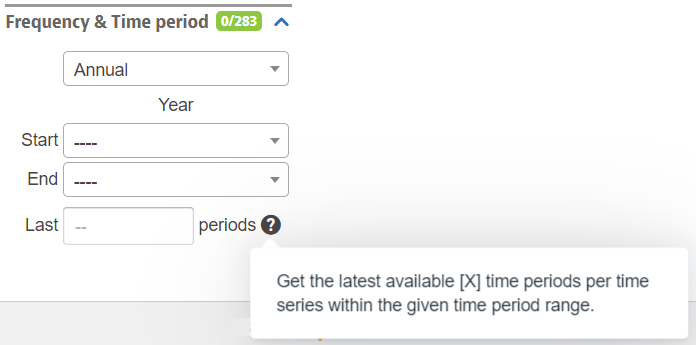 Frequency & Time period 0/283
Annual
Year
Start ----
End ----
Last -- periods ?
Get the latest available [X] time periods per time
series within the given time period range.